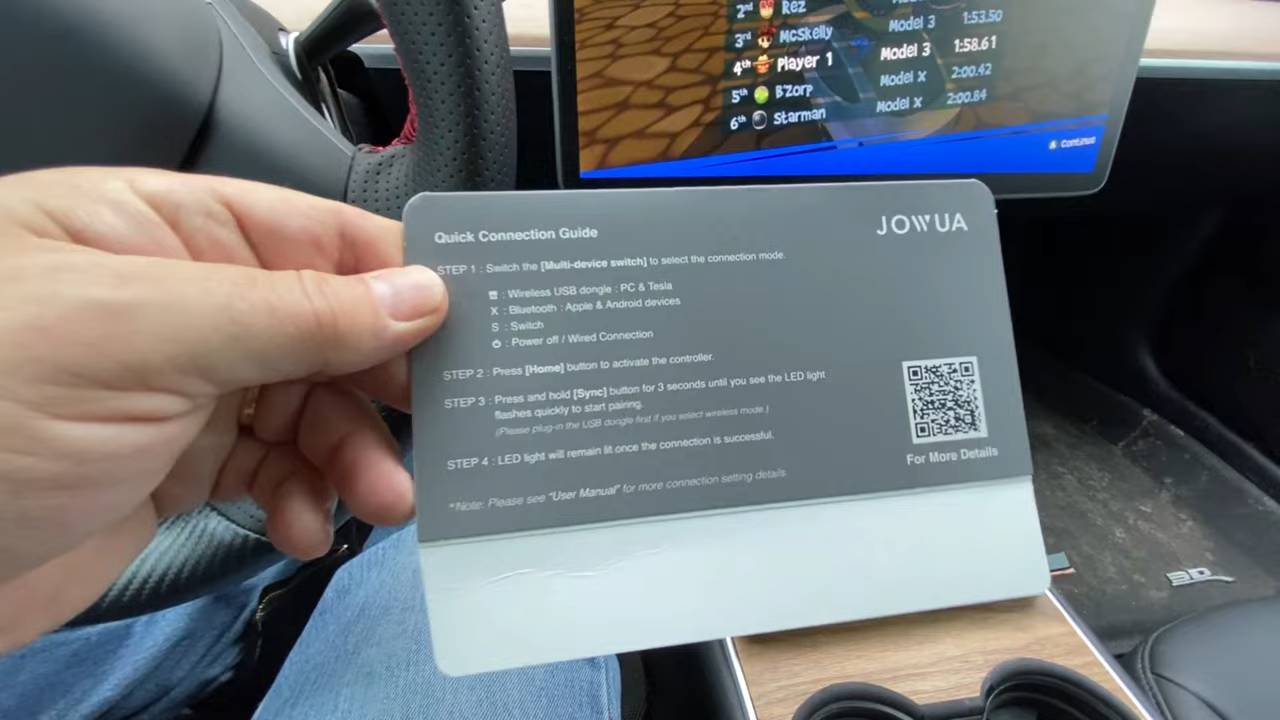 2nd Rez
3rd McSkelly Model 3 1:53.50
4th Player 1 Model 3 1:58.61
5th B'Zorp Model X 2:00.42
6th Starman Model X 2:00.84
Continue
JOWUA
Quick Connection Guide
STEP 1 : Switch the [Multi-device switch] to select the connection mode.
: Wireless USB dongle : PC & Tesla
X : Bluetooth : Apple & Android devices
S : Switch
⏻ : Power off / Wired Connection
STEP 2 : Press [Home] button to activate the controller.
STEP 3 : Press and hold [Sync] button for 3 seconds until you see the LED light
flashes quickly to start pairing.
(Please plug-in the USB dongle first if you select wireless mode.)
STEP 4 : LED light will remain lit once the connection is successful.
*Note: Please see "User Manual" for more connection setting details
For More Details